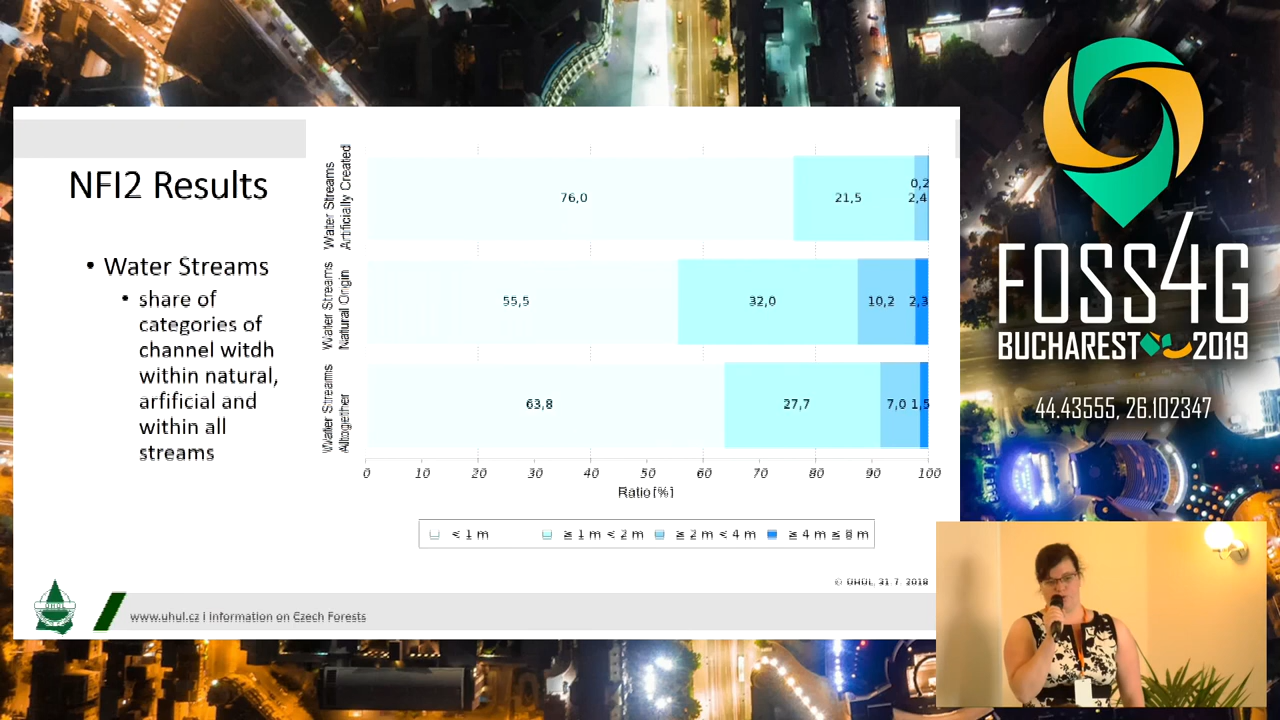 NFI2 Results
• Water Streams
• share of
categories of
channel witdh
within natural,
arfificial and
within all
streams
Water Streams
Artificially Created
76,0
21,5
0,2
2,4
Water Streams
Natural Origin
55,5
32,0
10,2
2,3
Water Streams
Altogether
63,8
27,7
7,0
1,5
0
10
20
30
40
50
60
70
80
90
100
Ratio [%]
< 1 m
≥ 1 m < 2 m
≥ 2 m < 4 m
≥ 4 m ≤ 8 m
© ÚHÚL, 31.7. 2018
ÚHÚL
www.uhul.cz I Information on Czech Forests
FOSS4G
BUCHAREST 2019
44.43555, 26.102347